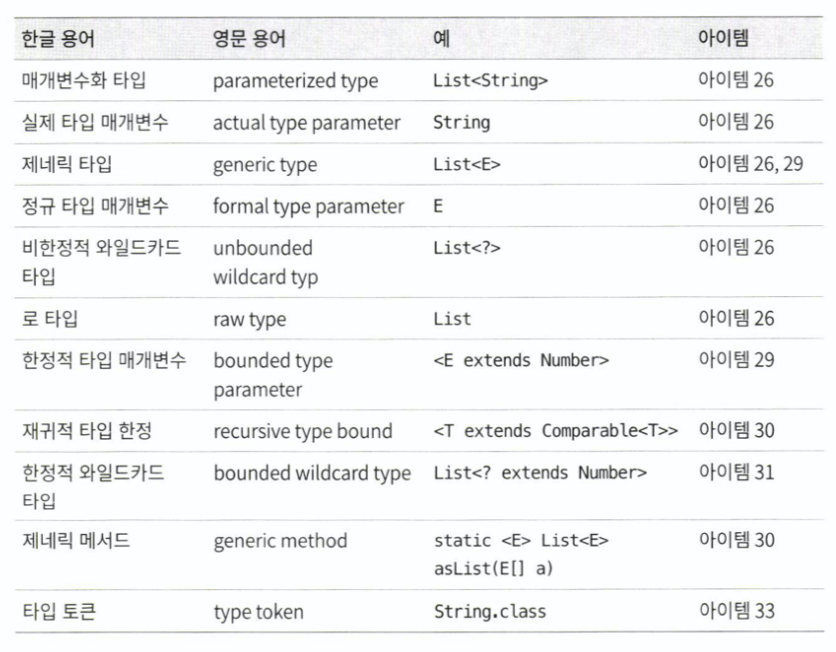 한글 용어 영문 용어 예 아이템
매개변수화 타입 parameterized type List<String> 아이템 26
실제 타입 매개변수 actual type parameter String 아이템 26
제네릭 타입 generic type List<E> 아이템 26, 29
정규 타입 매개변수 formal type parameter E 아이템 26
비한정적 와일드카드 unbounded List<?> 아이템 26
타입 wildcard typ
로 타입 raw type List 아이템 26
한정적 타입 매개변수 bounded type <E extends Number> 아이템 29
parameter
재귀적 타입 한정 recursive type bound <T extends Comparable<T>> 아이템 30
한정적 와일드카드 bounded wildcard type List<? extends Number> 아이템 31
타입
제네릭 메서드 generic method static <E> List<E> 아이템 30
asList(E[] a)
타입 토큰 type token String.class 아이템 33